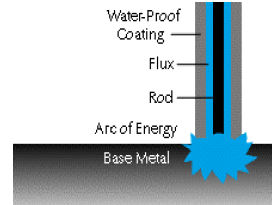 Water-Proof
Coating
Flux
Rod
Arc of Energy
Base Metal